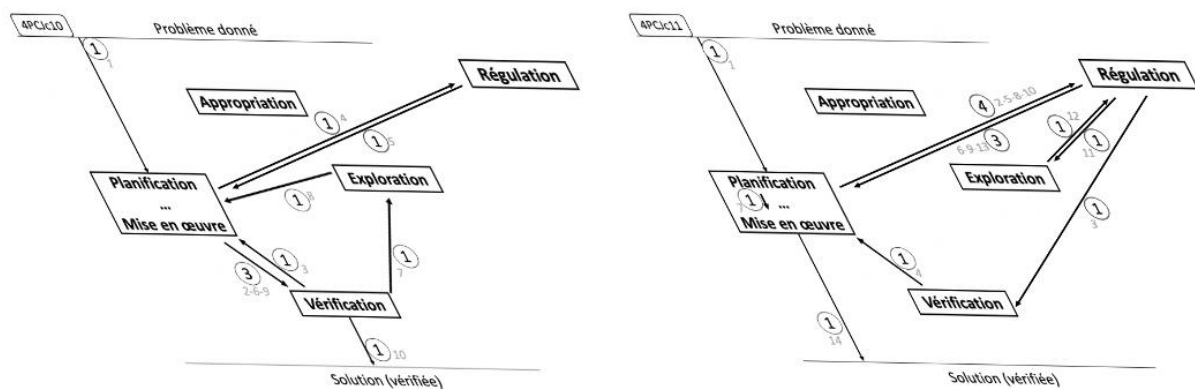 4PCJc10
Problème donné
1
1
Régulation
Appropriation
1
4
1
5
Planification
...
Mise en œuvre
Exploration
1
8
3
2-6-9
1
3
1
7
Vérification
1
10
Solution (vérifiée)
4PCJc11
Problème donné
1
1
Régulation
Appropriation
4
2-5-8-10
6-9-13
3
1
12
1
11
Exploration
Planification
1
...
Mise en œuvre
1
3
1
4
Vérification
1
14
Solution (vérifiée)